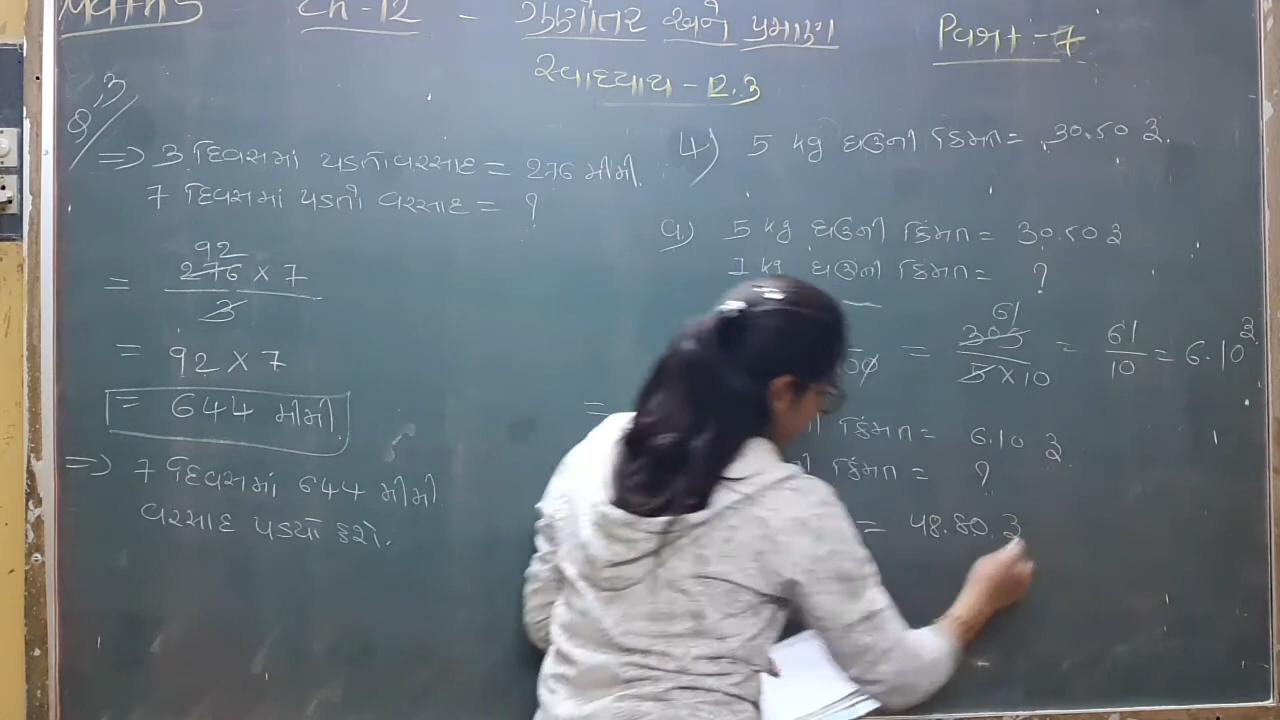 Maths Ch-12 - ગુણોતર અને પ્રમાણ Part-7
સ્વાધ્યાય - 12.3
Q,3
=> 3 દિવસમાં પડતો વરસાદ = 276 મીમી.
7 દિવસમાં પડતો વરસાદ = ?
92
= 276 x 7
3
= 92 x 7
= 644 મીમી.
=> 7 દિવસમાં 644 મીમી
વરસાદ પડયો હશે.
4) 5 kg ઘઉંની કિંમત = 30.50 રૂ.
a) 5 kg ઘઉંની કિંમત = 30.50 રૂ
1 kg ઘઉંની કિંમત = ?
61
= 305 = 61 = 6.10 રૂ
5x10 10
= કિંમત = 6.10 રૂ.
કિંમત = ?
= 48.80 રૂ